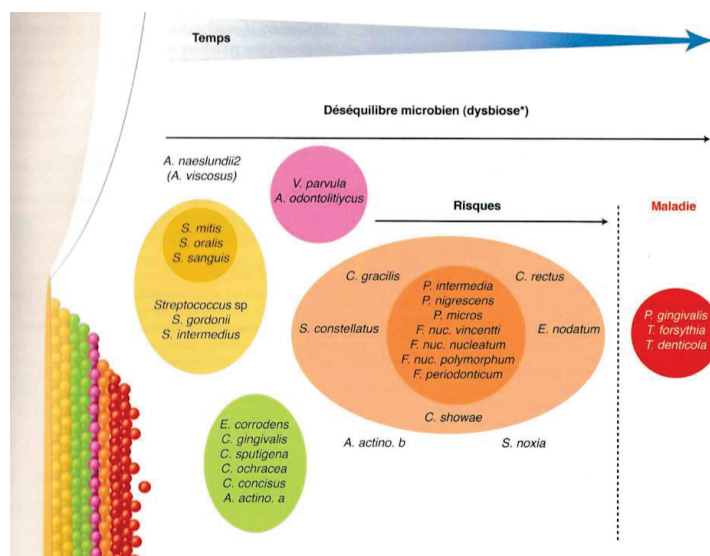 Temps
Déséquilibre microbien (dysbiose*)
A. naeslundii2
(A. viscosus)
V. parvula
A. odontolitiycus
Risques
Maladie
S. mitis
S. oralis
S. sanguis
Streptococcus sp
S. gordonii
S. intermedius
C. gracilis
C. rectus
P. intermedia
P. nigrescens
P. micros
F. nuc. vincentti
F. nuc. nucleatum
F. nuc. polymorphum
F. periodonticum
S. constellatus
E. nodatum
C. showae
P. gingivalis
T. forsythia
T. denticola
A. actino. b
S. noxia
E. corrodens
C. gingivalis
C. sputigena
C. ochracea
C. concisus
A. actino. a